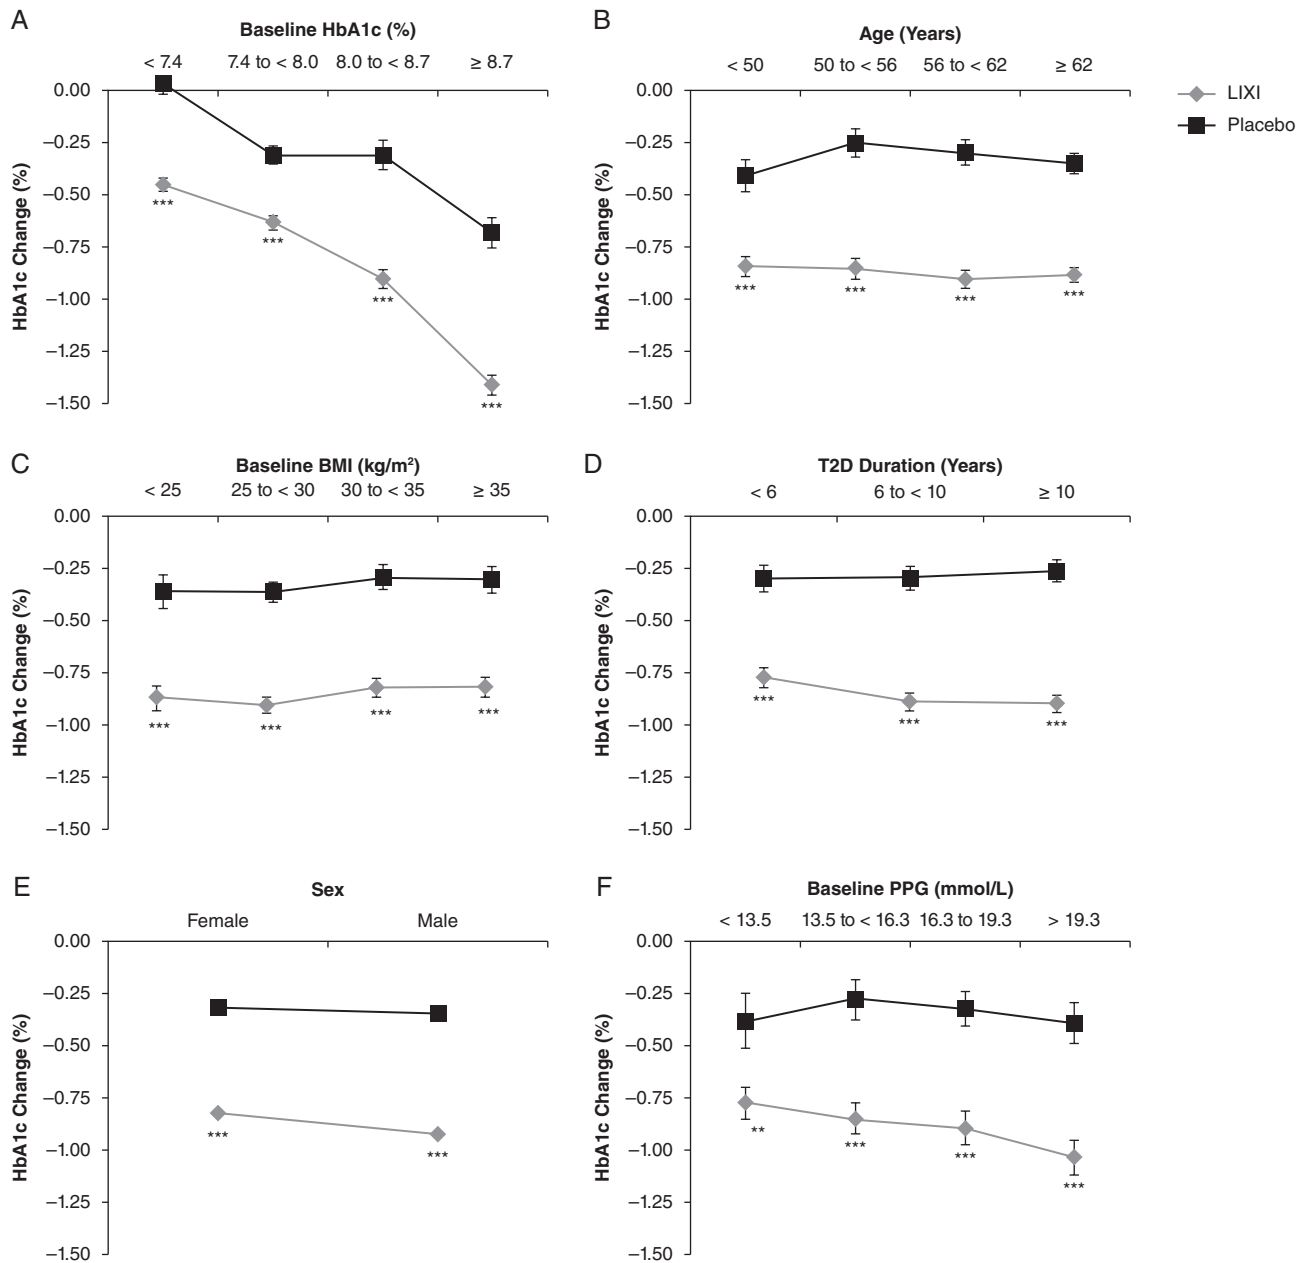 A
Baseline HbA1c (%)
< 7.4 7.4 to < 8.0 8.0 to < 8.7 ≥ 8.7
0.00
–0.25
–0.50
–0.75
–1.00
–1.25
–1.50
HbA1c Change (%)
*** *** *** ***
B
Age (Years)
< 50 50 to < 56 56 to < 62 ≥ 62
0.00
–0.25
–0.50
–0.75
–1.00
–1.25
–1.50
HbA1c Change (%)
*** *** *** ***
LIXI
Placebo
C
Baseline BMI (kg/m²)
< 25 25 to < 30 30 to < 35 ≥ 35
0.00
–0.25
–0.50
–0.75
–1.00
–1.25
–1.50
HbA1c Change (%)
*** *** *** ***
D
T2D Duration (Years)
< 6 6 to < 10 ≥ 10
0.00
–0.25
–0.50
–0.75
–1.00
–1.25
–1.50
HbA1c Change (%)
*** *** ***
E
Sex
Female Male
0.00
–0.25
–0.50
–0.75
–1.00
–1.25
–1.50
HbA1c Change (%)
*** ***
F
Baseline PPG (mmol/L)
< 13.5 13.5 to < 16.3 16.3 to 19.3 > 19.3
0.00
–0.25
–0.50
–0.75
–1.00
–1.25
–1.50
HbA1c Change (%)
** *** *** ***